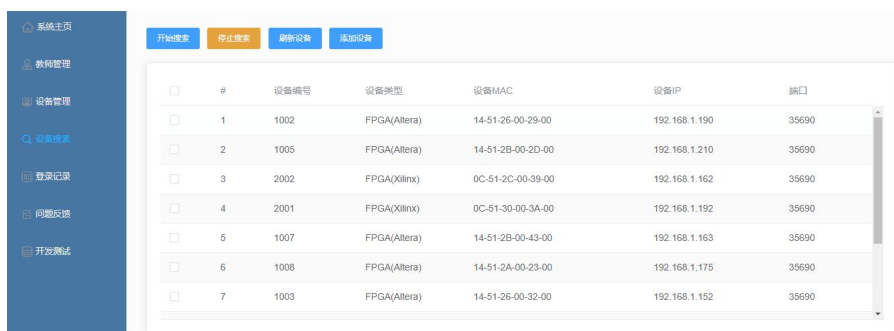 系统主页
教师管理
设备管理
设备搜索
登录记录
问题反馈
开发测试
开始搜索 停止搜索 刷新设备 添加设备
# 设备编号 设备类型 设备MAC 设备IP 端口
1 1002 FPGA(Altera) 14-51-26-00-29-00 192.168.1.190 35690
2 1005 FPGA(Altera) 14-51-2B-00-2D-00 192.168.1.210 35690
3 2002 FPGA(Xilinx) 0C-51-2C-00-39-00 192.168.1.162 35690
4 2001 FPGA(Xilinx) 0C-51-30-00-3A-00 192.168.1.192 35690
5 1007 FPGA(Altera) 14-51-2B-00-43-00 192.168.1.163 35690
6 1008 FPGA(Altera) 14-51-2A-00-23-00 192.168.1.175 35690
7 1003 FPGA(Altera) 14-51-26-00-32-00 192.168.1.152 35690